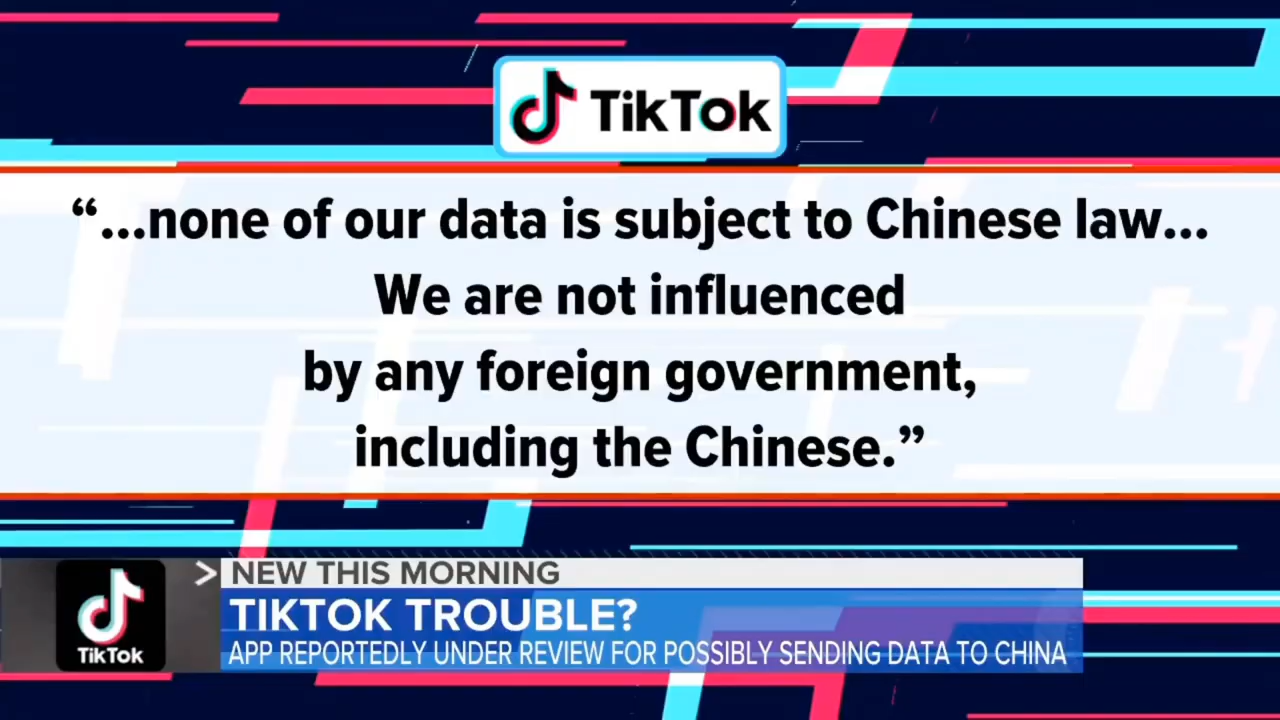 TikTok
“...none of our data is subject to Chinese law...
We are not influenced
by any foreign government,
including the Chinese.”
> NEW THIS MORNING
TIKTOK TROUBLE?
APP REPORTEDLY UNDER REVIEW FOR POSSIBLY SENDING DATA TO CHINA
TikTok